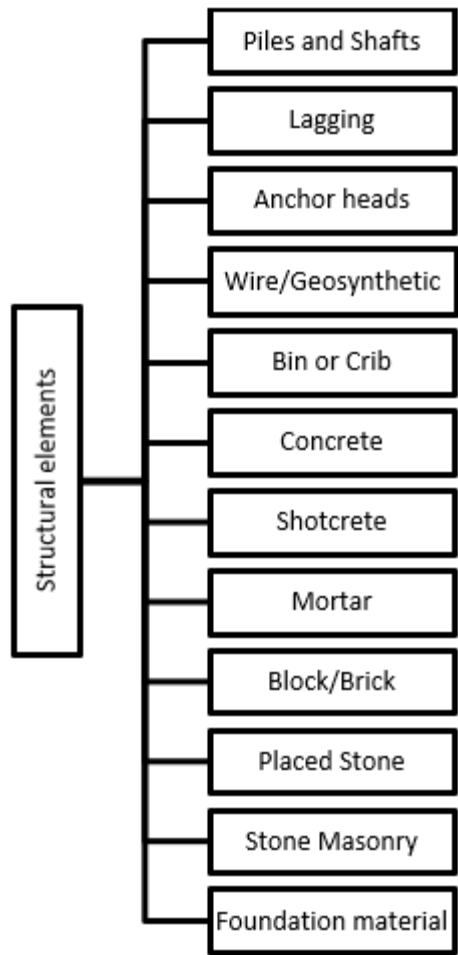 Piles and Shafts
Lagging
Anchor heads
Wire/Geosynthetic
Bin or Crib
Structural elements
Concrete
Shotcrete
Mortar
Block/Brick
Placed Stone
Stone Masonry
Foundation material